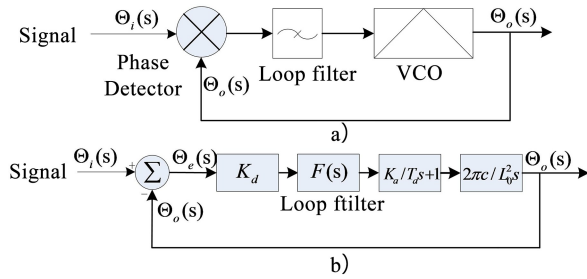 Signal
Θi(s)
Phase
Detector
Θo(s)
Loop filter
VCO
Θo(s)
a)
Signal
Θi(s)
+
Σ
−
Θe(s)
Θo(s)
Kd
F(s)
Loop ftilter
Ka/Tas+1
2πc/L0²s
Θo(s)
b)